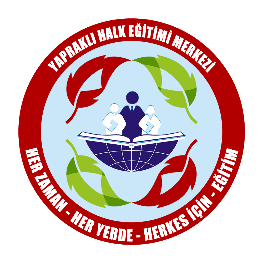 YAPRAKLI HALK EĞİTİMİ MERKEZİ
HER ZAMAN - HER YERDE - HERKES İÇİN - EĞİTİM